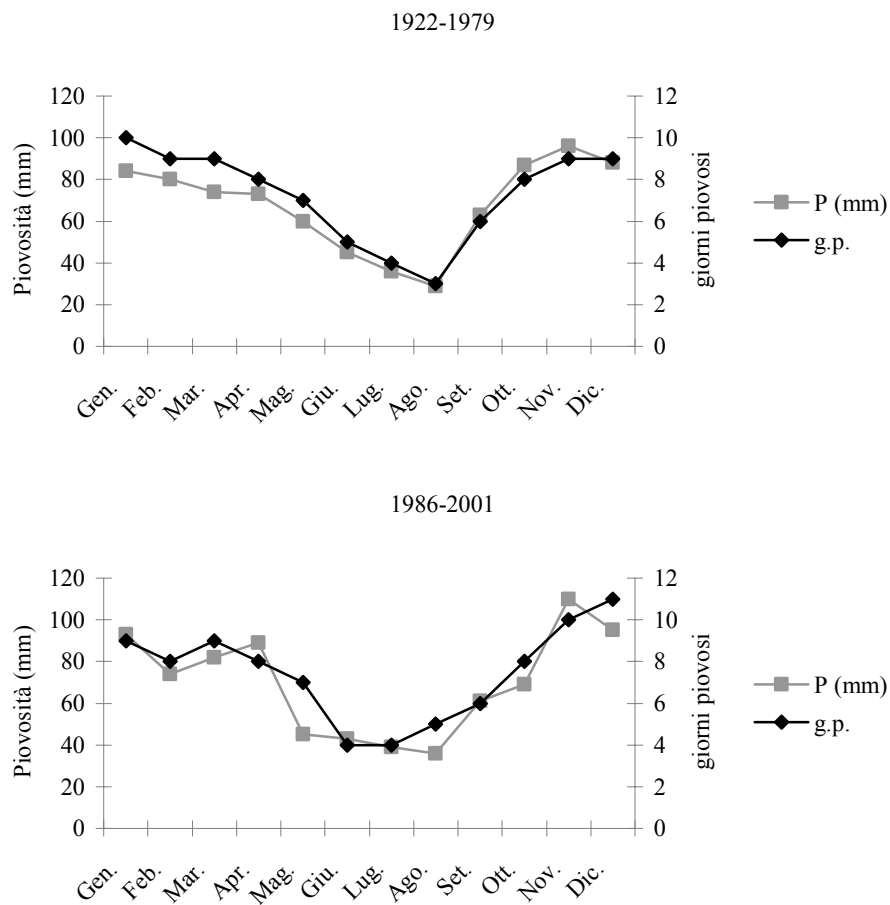 1922-1979
Piovosità (mm)
120
100
80
60
40
20
0
12
10
8
6
4
2
0
giorni piovosi
Gen.
Feb.
Mar.
Apr.
Mag.
Giu.
Lug.
Ago.
Set.
Ott.
Nov.
Dic.
P (mm)
g.p.
1986-2001
Piovosità (mm)
120
100
80
60
40
20
0
12
10
8
6
4
2
0
giorni piovosi
Gen.
Feb.
Mar.
Apr.
Mag.
Giu.
Lug.
Ago.
Set.
Ott.
Nov.
Dic.
P (mm)
g.p.